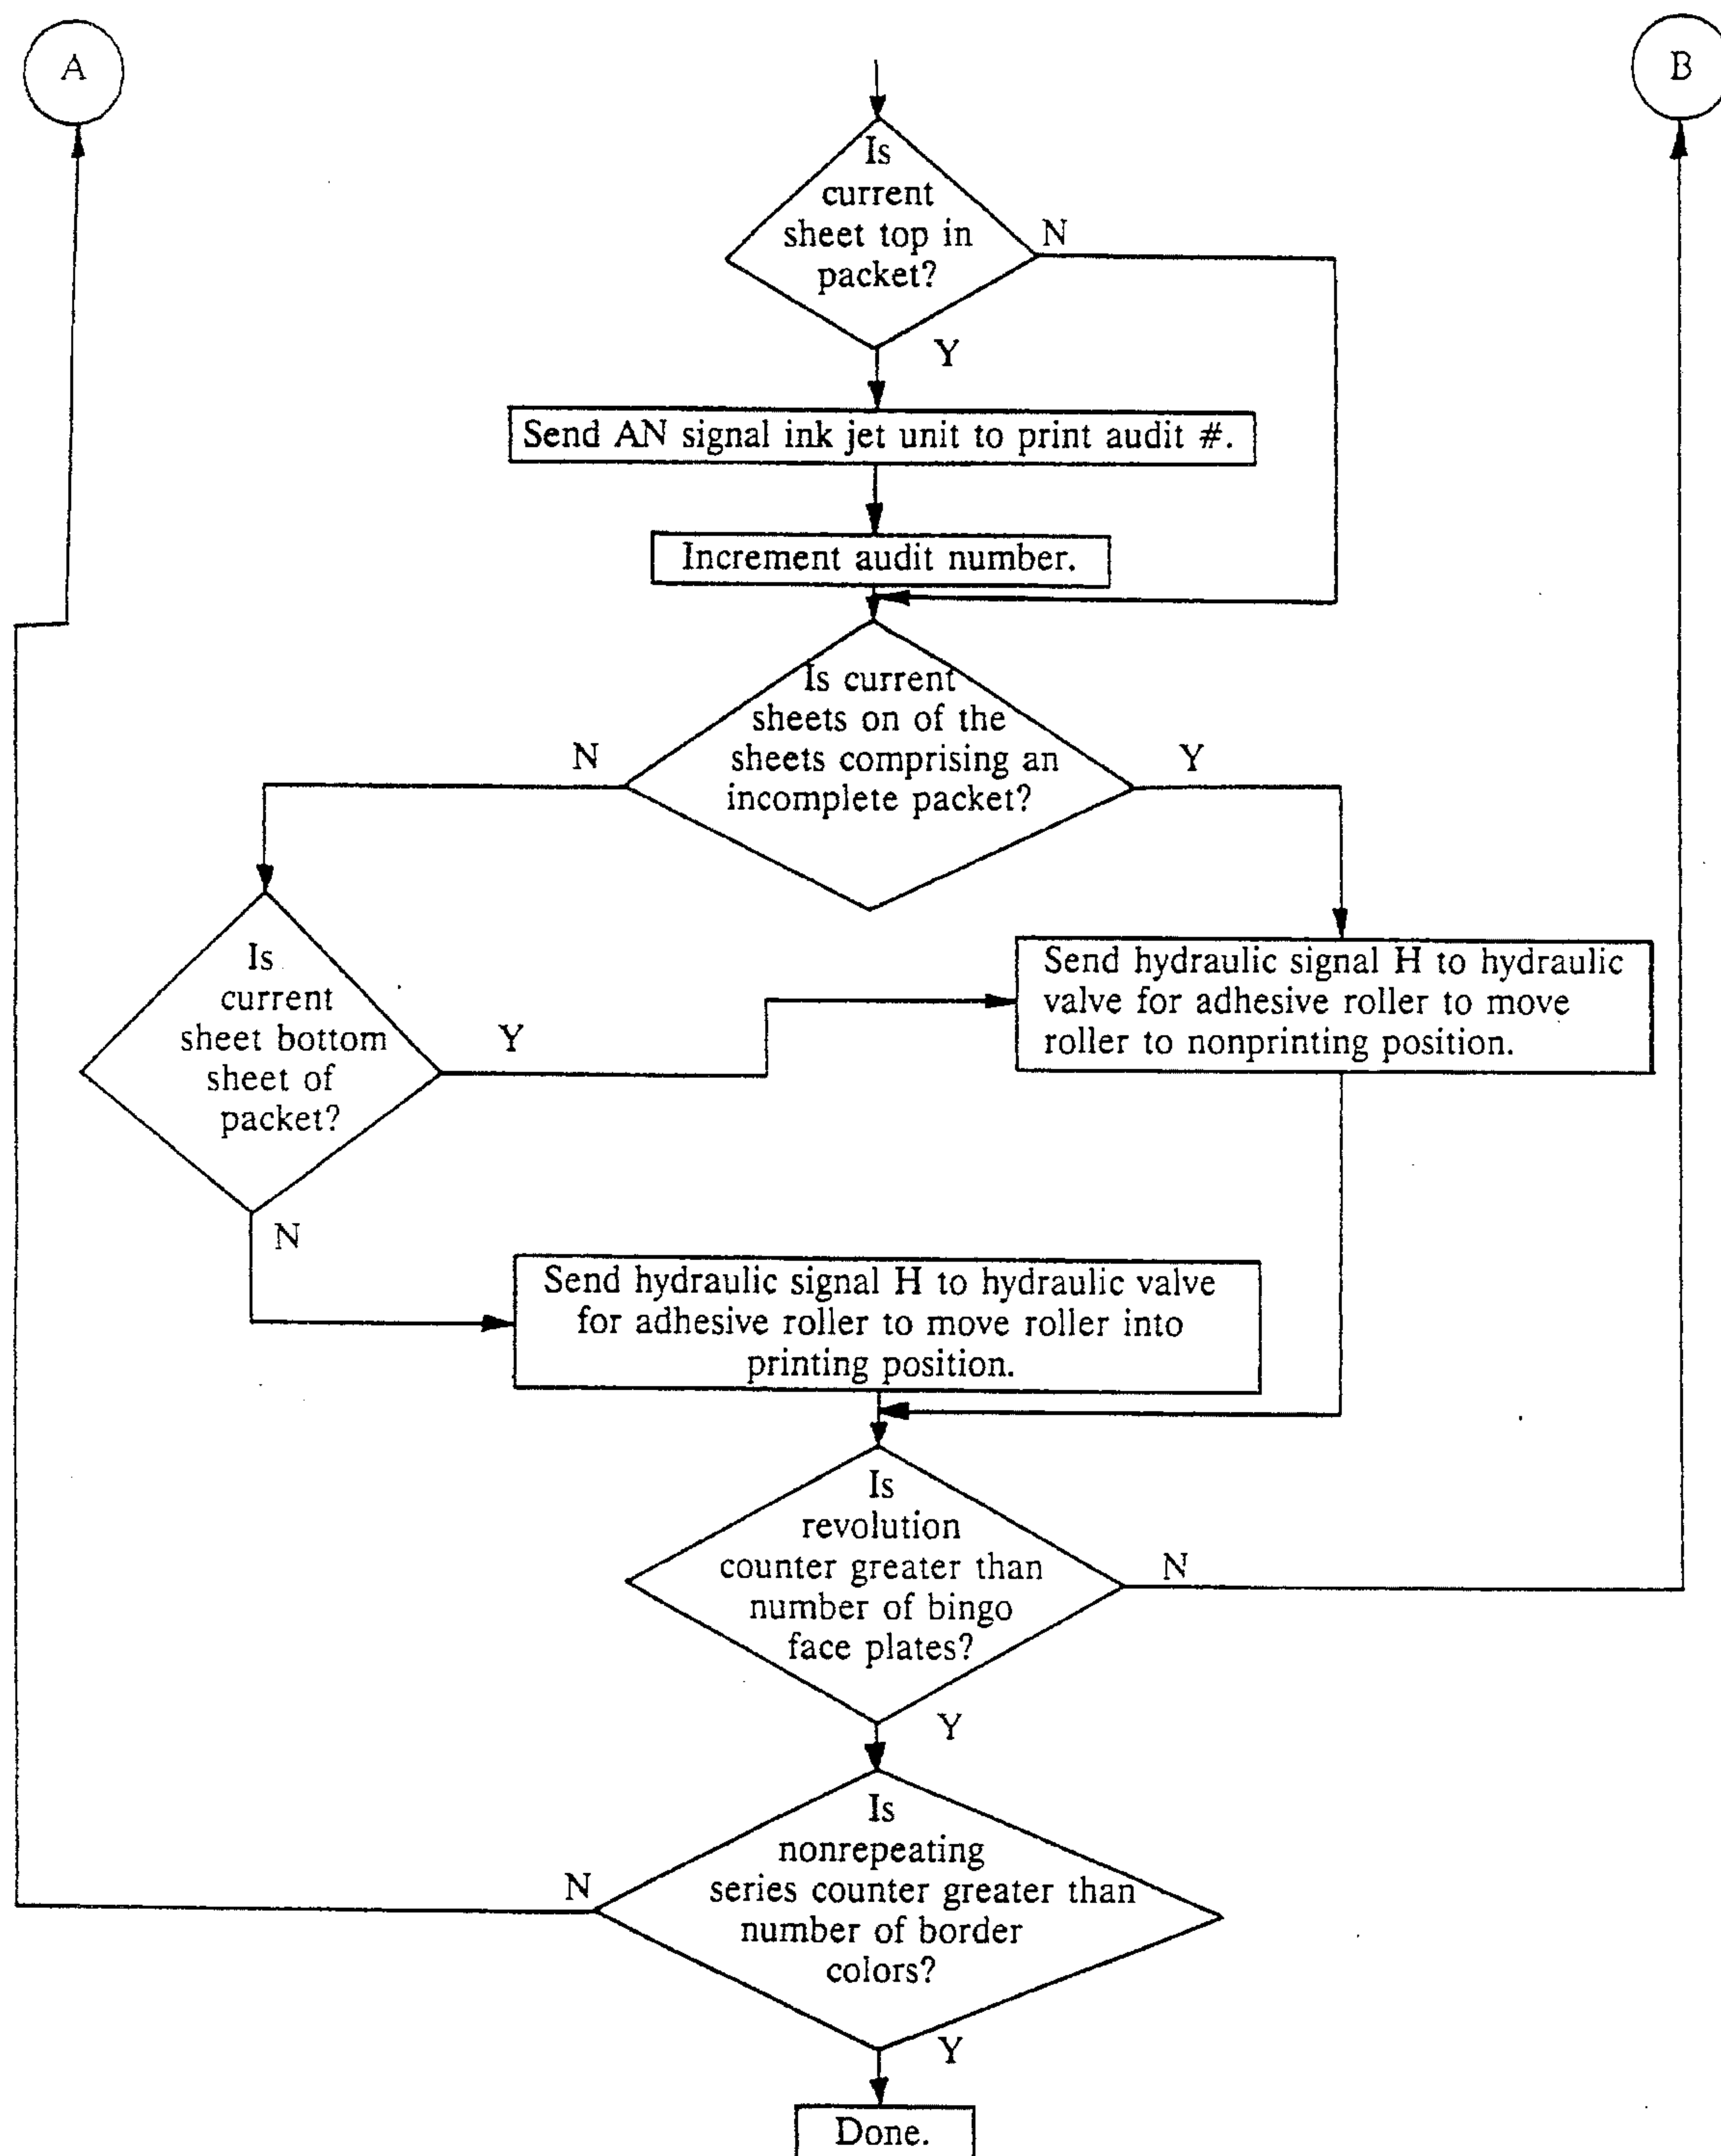 A
B
Is
current
sheet top in
packet?
N
Y
Send AN signal ink jet unit to print audit #.
Increment audit number.
Is current
sheets on of the
sheets comprising an
incomplete packet?
N
Y
Is
current
sheet bottom
sheet of
packet?
Y
N
Send hydraulic signal H to hydraulic
valve for adhesive roller to move
roller to nonprinting position.
Send hydraulic signal H to hydraulic valve
for adhesive roller to move roller into
printing position.
Is
revolution
counter greater than
number of bingo
face plates?
N
Y
Is
nonrepeating
series counter greater than
number of border
colors?
N
Y
Done.